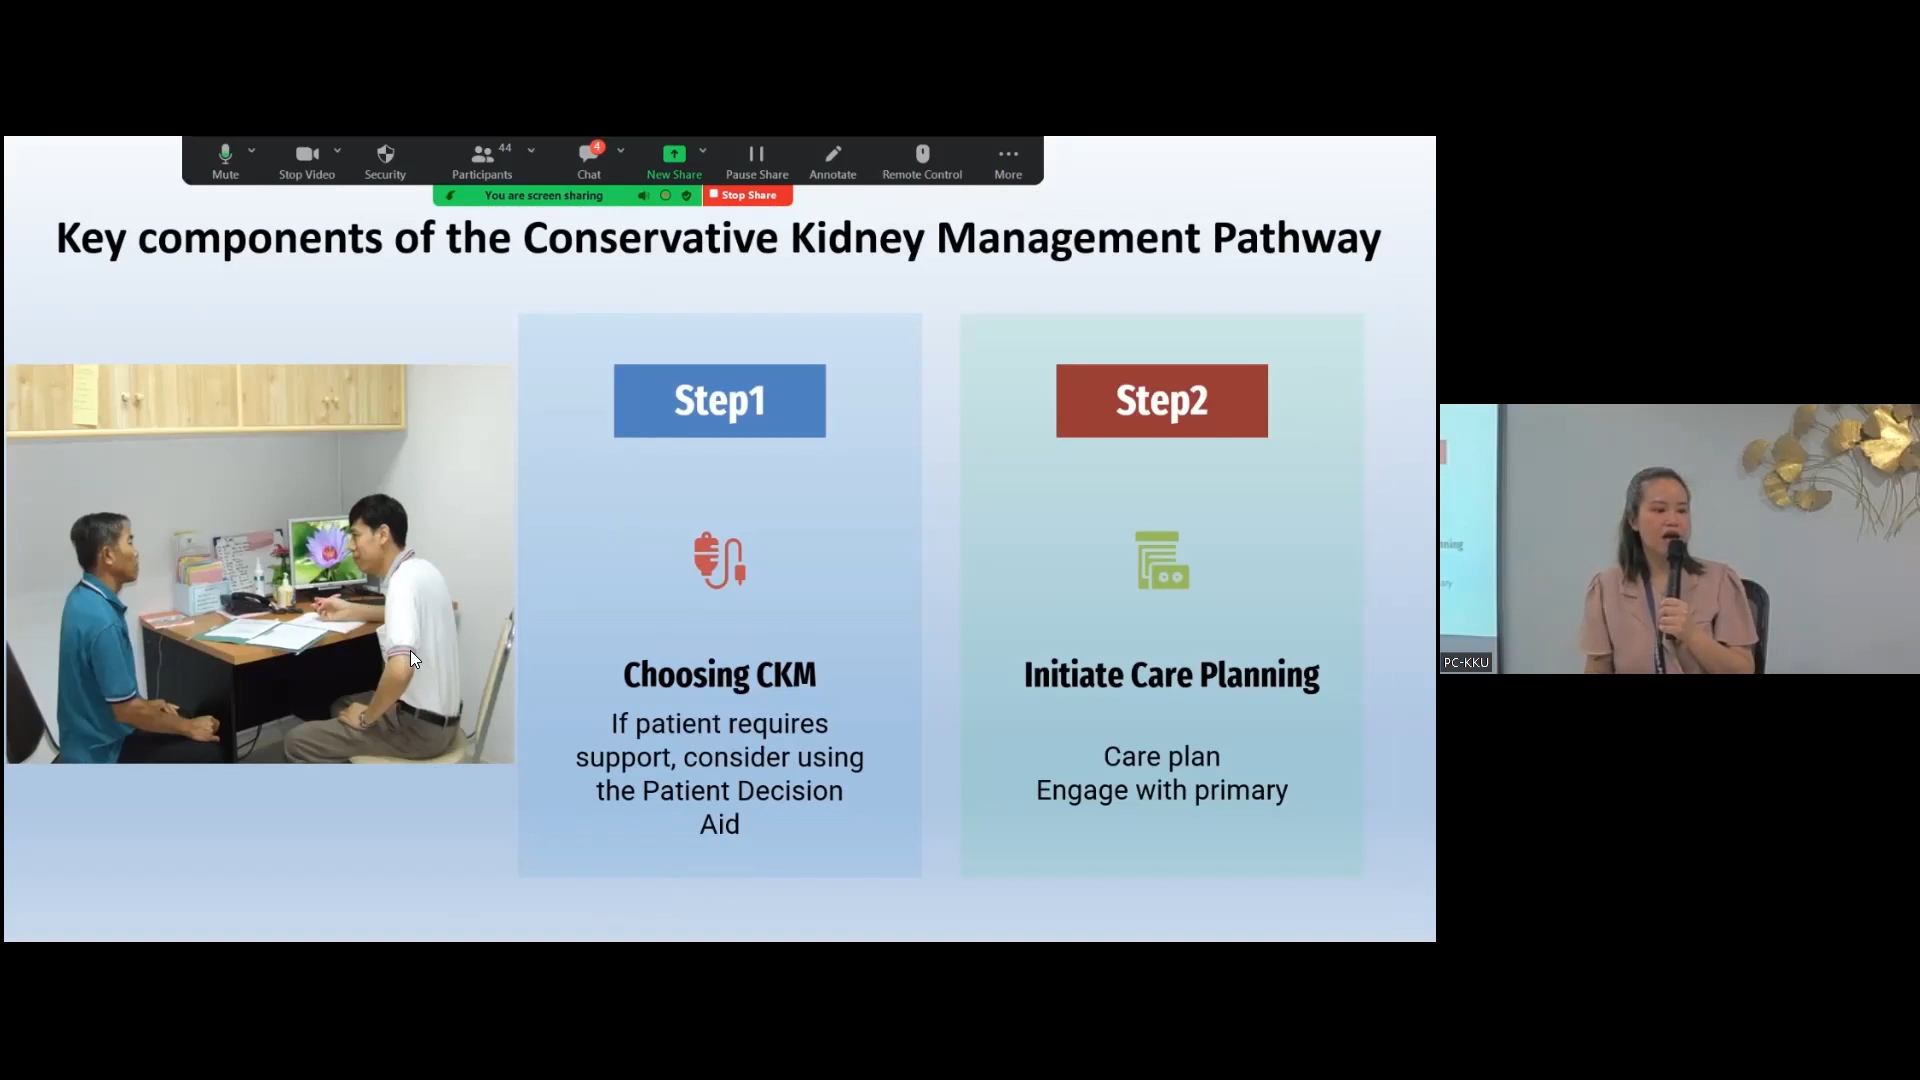 44
4
Mute
Stop Video
Security
Participants
Chat
New Share
Pause Share
Annotate
Remote Control
More
You are screen sharing
Stop Share
Key components of the Conservative Kidney Management Pathway
Step1
Choosing CKM
If patient requires
support, consider using
the Patient Decision
Aid
Step2
Initiate Care Planning
Care plan
Engage with primary
PC-KKU